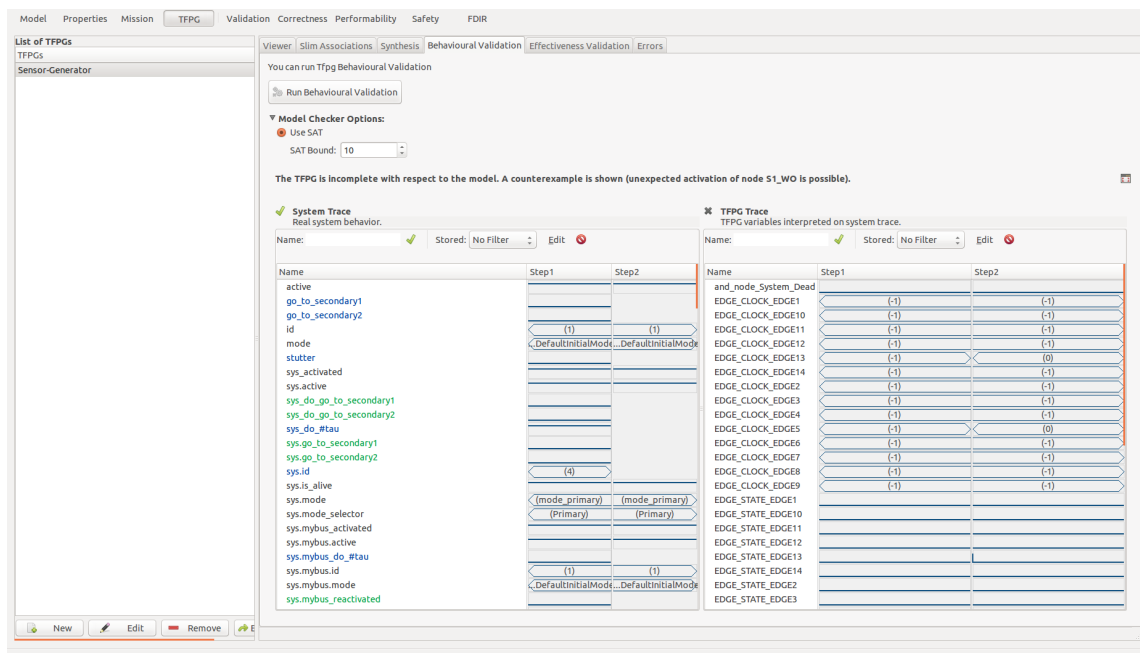 Model Properties Mission TFPG Validation Correctness Performability Safety FDIR
List of TFPGs
TFPGs
Sensor-Generator
Viewer Slim Associations Synthesis Behavioural Validation Effectiveness Validation Errors
You can run Tfpg Behavioural Validation
Run Behavioural Validation
Model Checker Options:
Use SAT
SAT Bound: 10
The TFPG is incomplete with respect to the model. A counterexample is shown (unexpected activation of node S1_WO is possible).
System Trace
Real system behavior.
Name: Stored: No Filter Edit
Name Step1 Step2
active
go_to_secondary1
go_to_secondary2
id (1) (1)
mode ...DefaultInitialMode ...DefaultInitialMode
stutter
sys_activated
sys.active
sys_do_go_to_secondary1
sys_do_go_to_secondary2
sys_do_#tau
sys.go_to_secondary1
sys.go_to_secondary2
sys.id (4)
sys.is_alive
sys.mode (mode_primary) (mode_primary)
sys.mode_selector (Primary) (Primary)
sys.mybus_activated
sys.mybus.active
sys.mybus_do_#tau
sys.mybus.id (1) (1)
sys.mybus.mode ...DefaultInitialMode ...DefaultInitialMode
sys.mybus_reactivated
TFPG Trace
TFPG variables interpreted on system trace.
Name: Stored: No Filter Edit
Name Step1 Step2
and_node_System_Dead
EDGE_CLOCK_EDGE1 (-1) (-1)
EDGE_CLOCK_EDGE10 (-1) (-1)
EDGE_CLOCK_EDGE11 (-1) (-1)
EDGE_CLOCK_EDGE12 (-1) (-1)
EDGE_CLOCK_EDGE13 (-1) (0)
EDGE_CLOCK_EDGE14 (-1) (-1)
EDGE_CLOCK_EDGE2 (-1) (-1)
EDGE_CLOCK_EDGE3 (-1) (-1)
EDGE_CLOCK_EDGE4 (-1) (-1)
EDGE_CLOCK_EDGE5 (-1) (0)
EDGE_CLOCK_EDGE6 (-1) (-1)
EDGE_CLOCK_EDGE7 (-1) (-1)
EDGE_CLOCK_EDGE8 (-1) (-1)
EDGE_CLOCK_EDGE9 (-1) (-1)
EDGE_STATE_EDGE1
EDGE_STATE_EDGE10
EDGE_STATE_EDGE11
EDGE_STATE_EDGE12
EDGE_STATE_EDGE13
EDGE_STATE_EDGE14
EDGE_STATE_EDGE2
EDGE_STATE_EDGE3
New Edit Remove